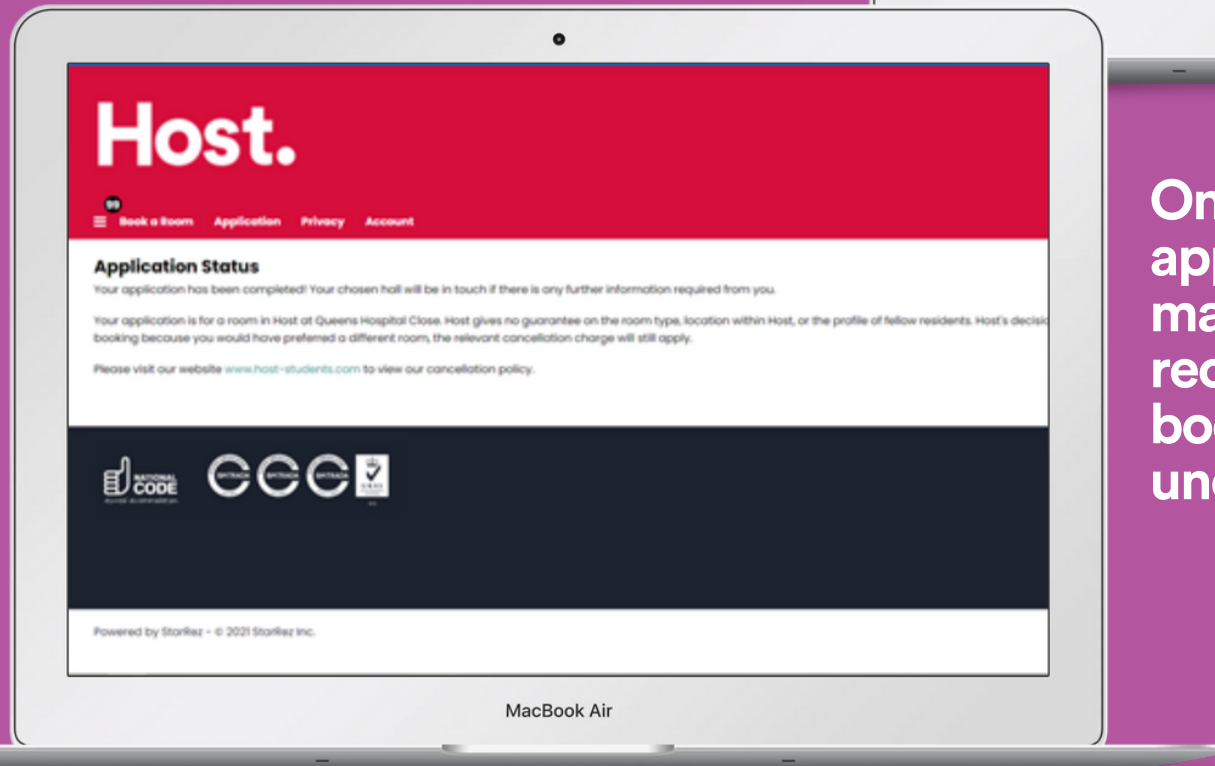 Host.
99
Book a Room Application Privacy Account
Application Status
Your application has been completed! Your chosen hall will be in touch if there is any further information required from you.
Your application is for a room in Host at Queens Hospital Close. Host gives no guarantee on the room type, location within Host, or the profile of fellow residents. Host's decisio
booking because you would have preferred a different room, the relevant cancellation charge will still apply.
Please visit our website www.host-students.com to view our cancellation policy.
NATIONAL
CODE
Powered by StarRez - © 2021 StarRez Inc.
MacBook Air
On
app
ma
rec
boo
und